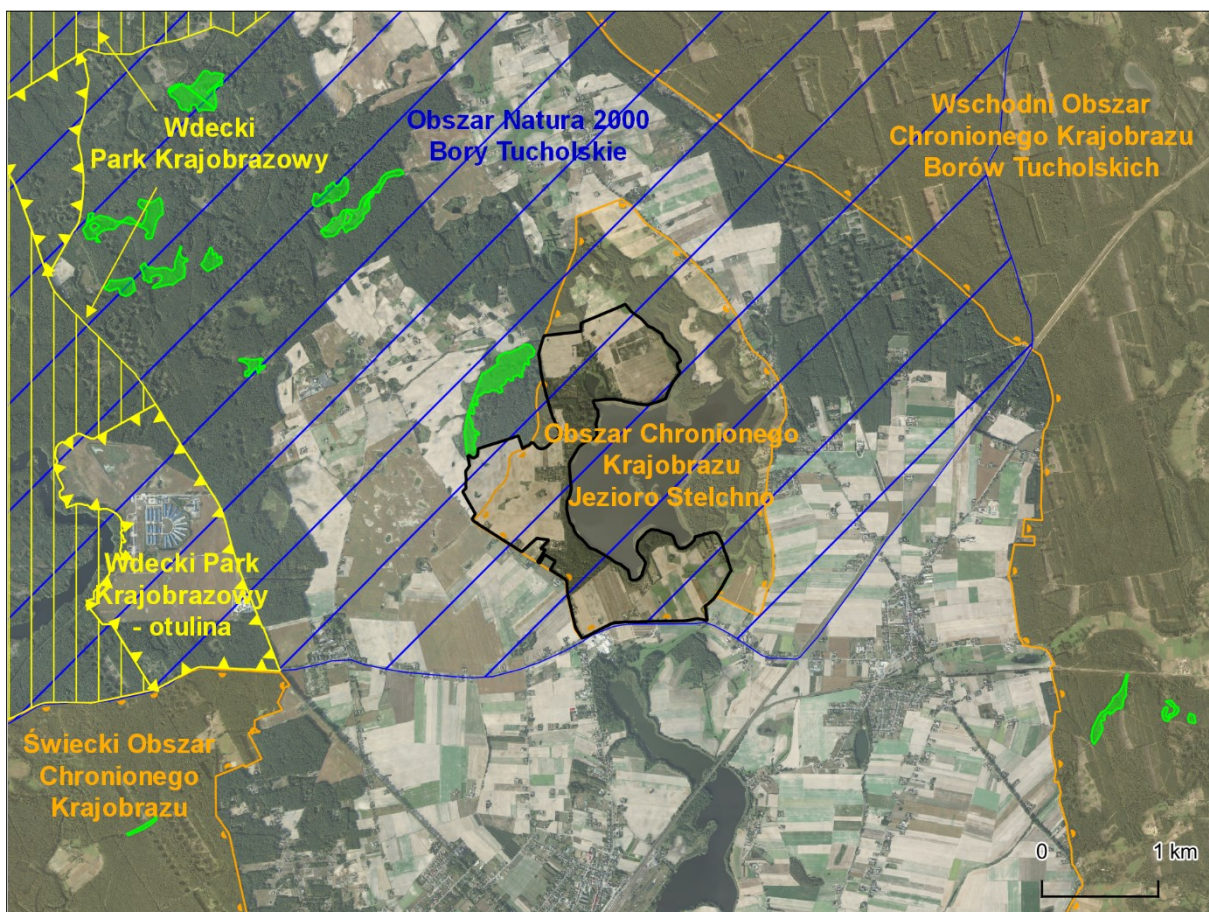 Wdecki
Park Krajobrazowy
Obszar Natura 2000
Bory Tucholskie
Wschodni Obszar
Chronionego Krajobrazu
Borów Tucholskich
Obszar Chronionego
Krajobrazu
Jezioro Stelchno
Wdecki Park
Krajobrazowy
- otulina
Świecki Obszar
Chronionego
Krajobrazu
0 1 km